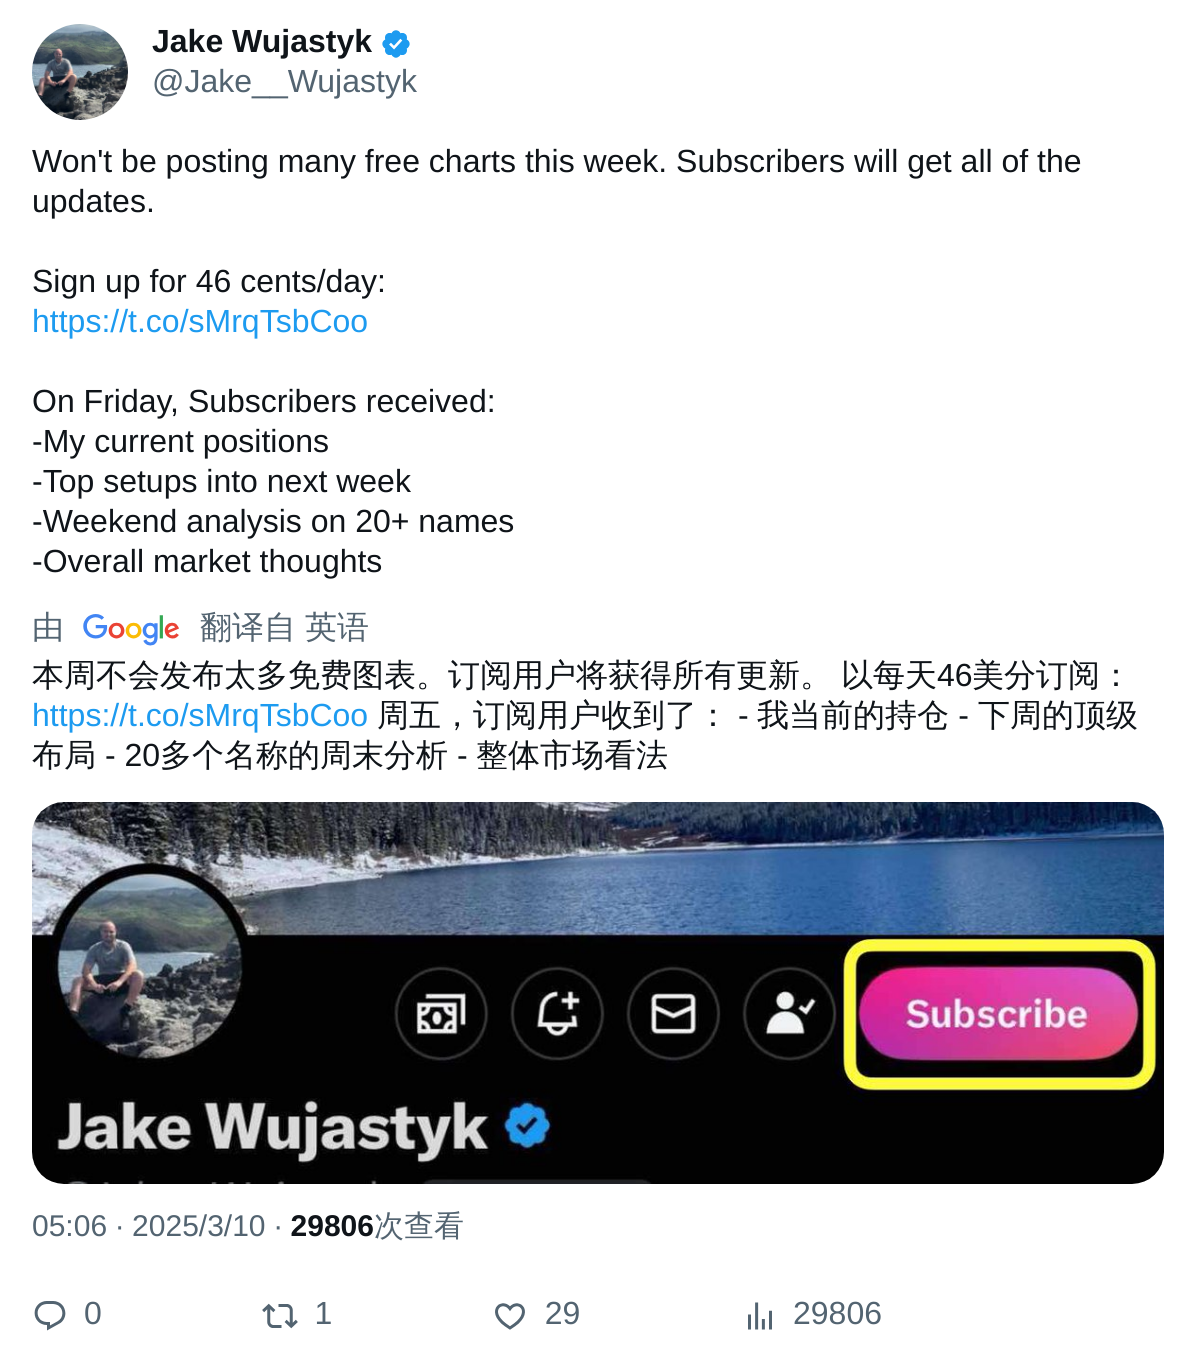 Jake Wujastyk
@Jake__Wujastyk
Won't be posting many free charts this week. Subscribers will get all of the
updates.
Sign up for 46 cents/day:
https://t.co/sMrqTsbCoo
On Friday, Subscribers received:
-My current positions
-Top setups into next week
-Weekend analysis on 20+ names
-Overall market thoughts
由 Google 翻译自 英语
本周不会发布太多免费图表。订阅用户将获得所有更新。 以每天46美分订阅：
https://t.co/sMrqTsbCoo 周五，订阅用户收到了： - 我当前的持仓 - 下周的顶级
布局 - 20多个名称的周末分析 - 整体市场看法
Subscribe
Jake Wujastyk
05:06 · 2025/3/10 · 29806次查看
0 1 29 29806